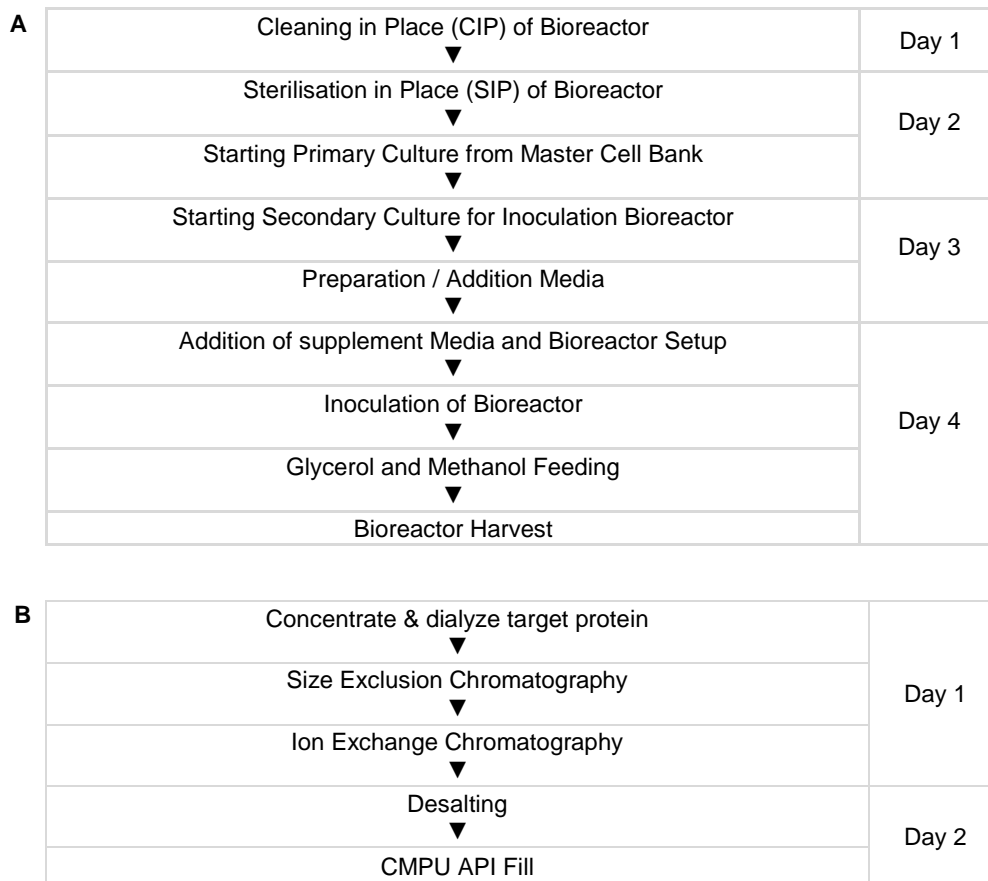 A
Cleaning in Place (CIP) of Bioreactor
▼
Day 1
Sterilisation in Place (SIP) of Bioreactor
▼
Starting Primary Culture from Master Cell Bank
▼
Day 2
Starting Secondary Culture for Inoculation Bioreactor
▼
Preparation / Addition Media
▼
Day 3
Addition of supplement Media and Bioreactor Setup
▼
Inoculation of Bioreactor
▼
Glycerol and Methanol Feeding
▼
Bioreactor Harvest
Day 4
B
Concentrate & dialyze target protein
▼
Size Exclusion Chromatography
▼
Ion Exchange Chromatography
▼
Day 1
Desalting
▼
CMPU API Fill
Day 2